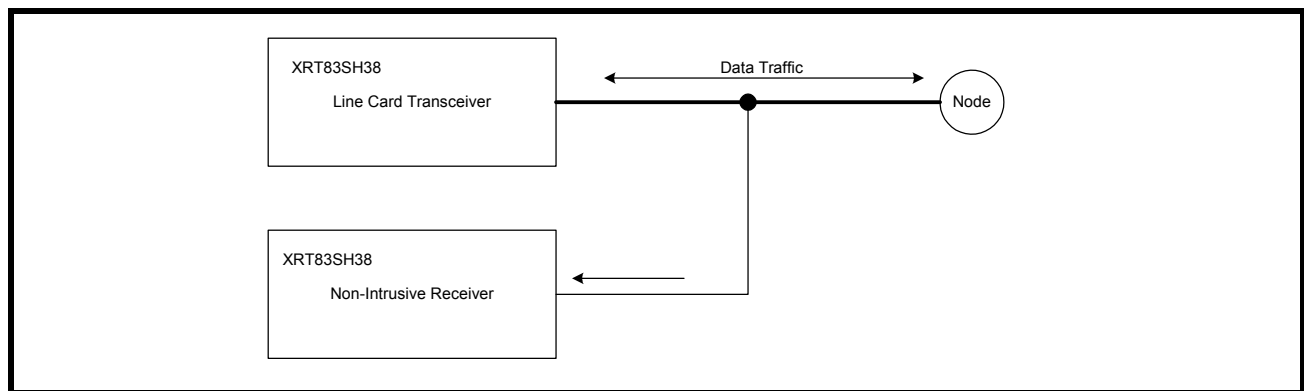 XRT83SH38
Line Card Transceiver
Data Traffic
Node
XRT83SH38
Non-Intrusive Receiver